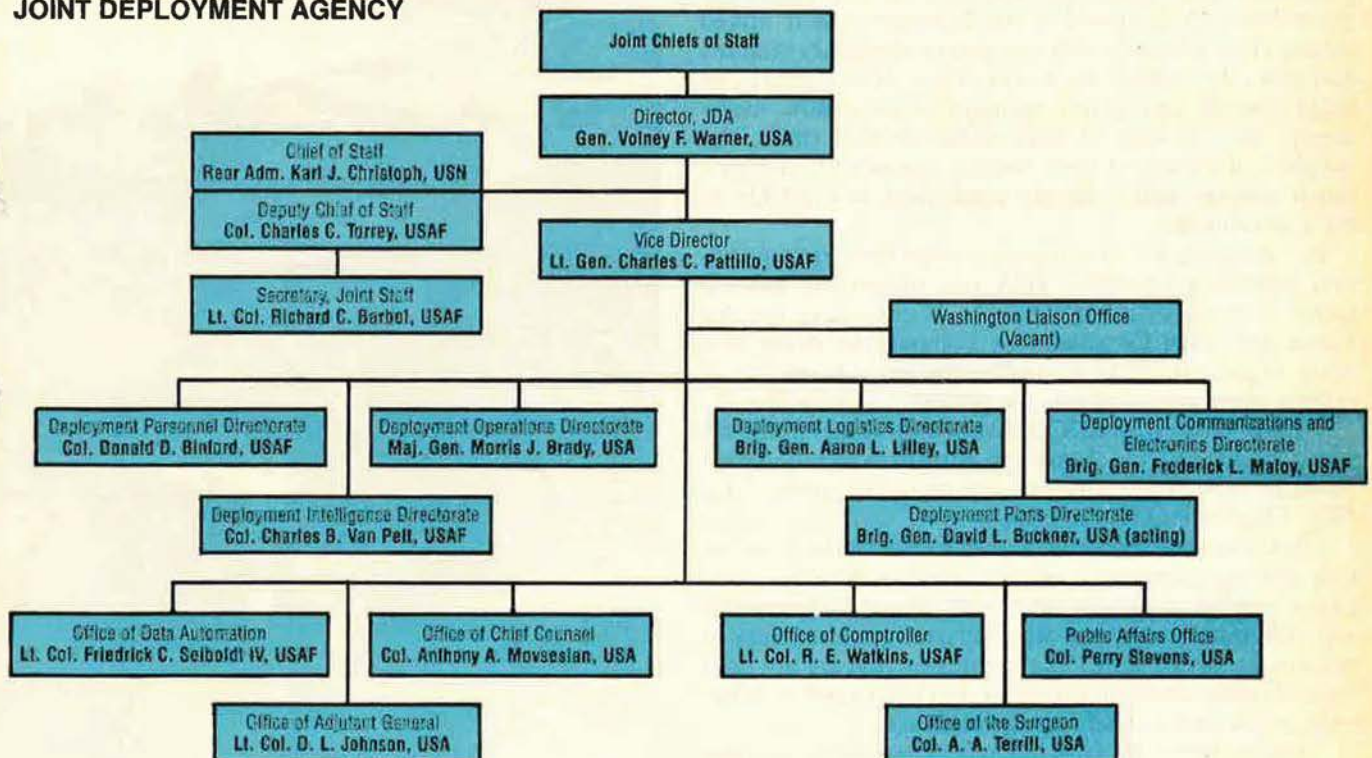 JOINT DEPLOYMENT AGENCY
Joint Chiefs of Staff
Director, JDA
Gen. Volney F. Warner, USA
Chief of Staff
Rear Adm. Karl J. Christoph, USN
Deputy Chief of Staff
Col. Charles C. Torrey, USAF
Vice Director
Lt. Gen. Charles C. Pattillo, USAF
Secretary, Joint Staff
Lt. Col. Richard C. Barbot, USAF
Washington Liaison Office
(Vacant)
Deployment Personnel Directorate
Col. Donald D. Binford, USAF
Deployment Operations Directorate
Maj. Gen. Morris J. Brady, USA
Deployment Logistics Directorate
Brig. Gen. Aaron L. Lilley, USA
Deployment Communications and
Electronics Directorate
Brig. Gen. Frederick L. Maloy, USAF
Deployment Intelligence Directorate
Col. Charles B. Van Pelt, USAF
Deployment Plans Directorate
Brig. Gen. David L. Buckner, USA (acting)
Office of Data Automation
Lt. Col. Friedrick C. Seiboldt IV, USAF
Office of Chief Counsel
Col. Anthony A. Movsesian, USA
Office of Comptroller
Lt. Col. R. E. Watkins, USAF
Public Affairs Office
Col. Perry Stevens, USA
Office of Adjutant General
Lt. Col. D. L. Johnson, USA
Office of the Surgeon
Col. A. A. Terrill, USA